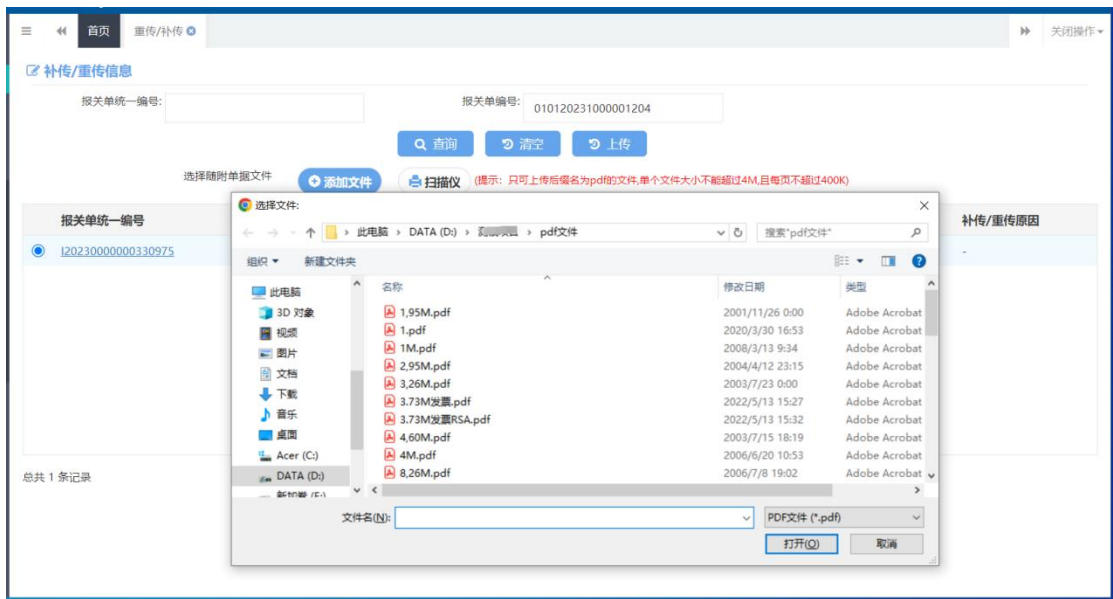 首页 重传/补传 关闭操作
补传/重传信息
报关单统一编号: 报关单编号: 010120231000001204
查询 清空 上传
选择随附单据文件 添加文件 扫描仪 (提示：只可上传后缀名为pdf的文件,单个文件大小不能超过4M,且每页不超过400K)
报关单统一编号 补传/重传原因
I20230000000330975 -
总共 1 条记录
选择文件:
此电脑 › DATA (D:) › › pdf文件 搜索"pdf文件"
组织 新建文件夹
此电脑
3D 对象
视频
图片
文档
下载
音乐
桌面
Acer (C:)
DATA (D:)
名称 修改日期 类型
1,95M.pdf 2001/11/26 0:00 Adobe Acrobat
1.pdf 2020/3/30 16:53 Adobe Acrobat
1M.pdf 2008/3/13 9:34 Adobe Acrobat
2,95M.pdf 2004/4/12 23:15 Adobe Acrobat
3,26M.pdf 2003/7/23 0:00 Adobe Acrobat
3.73M发票.pdf 2022/5/13 15:27 Adobe Acrobat
3.73M发票RSA.pdf 2022/5/13 15:32 Adobe Acrobat
4,60M.pdf 2003/7/15 18:19 Adobe Acrobat
4M.pdf 2006/6/20 10:53 Adobe Acrobat
8,26M.pdf 2006/7/8 19:02 Adobe Acrobat
文件名(N): PDF文件 (*.pdf)
打开(O) 取消